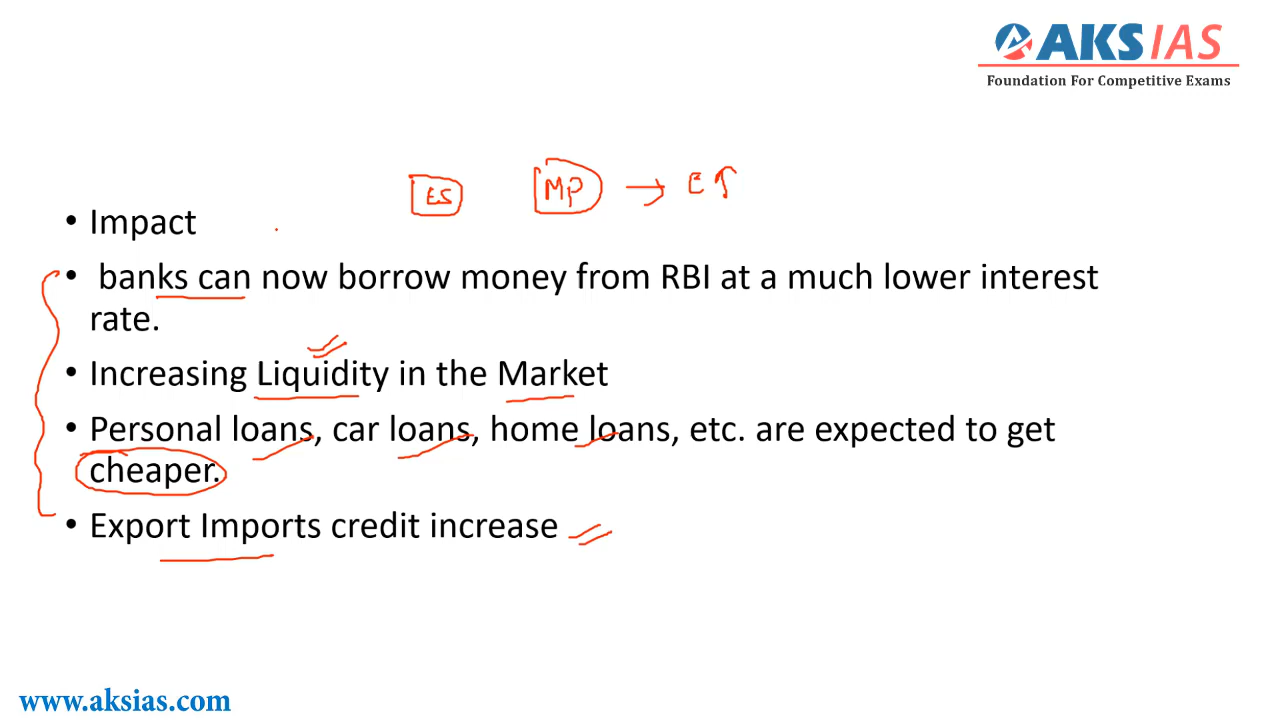 AKS IAS
Foundation For Competitive Exams
ES MP → E↑
• Impact
• banks can now borrow money from RBI at a much lower interest
rate.
• Increasing Liquidity in the Market
• Personal loans, car loans, home loans, etc. are expected to get
cheaper.
• Export Imports credit increase
www.aksias.com